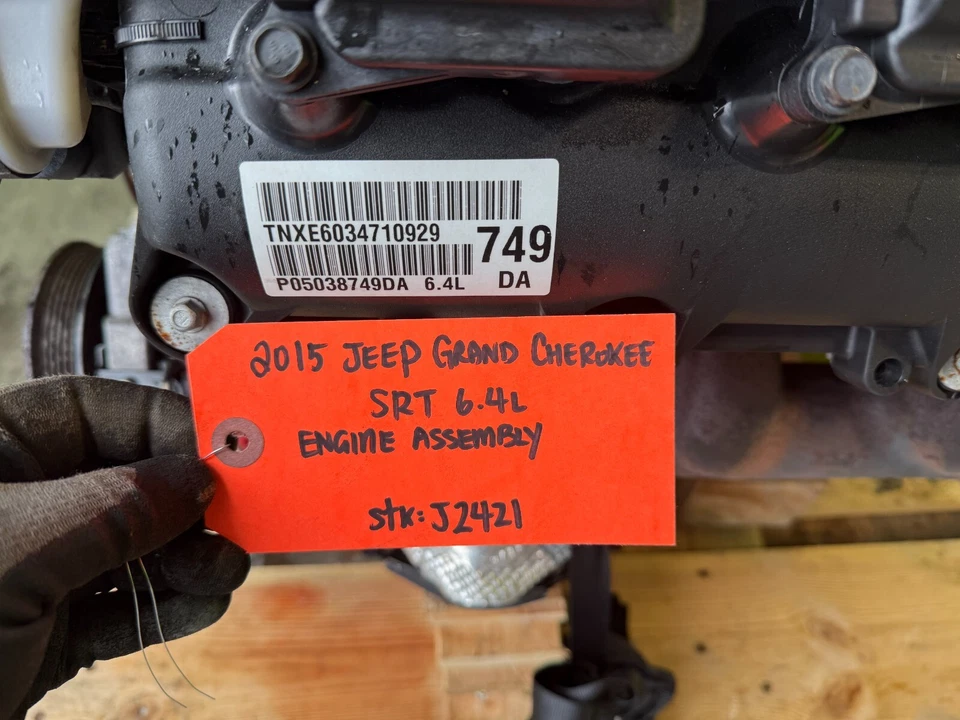 TNXE6034710929
749
P05038749DA 6.4L DA
2015 JEEP GRAND CHEROKEE
SRT 6.4L
ENGINE ASSEMBLY
stk: J2421